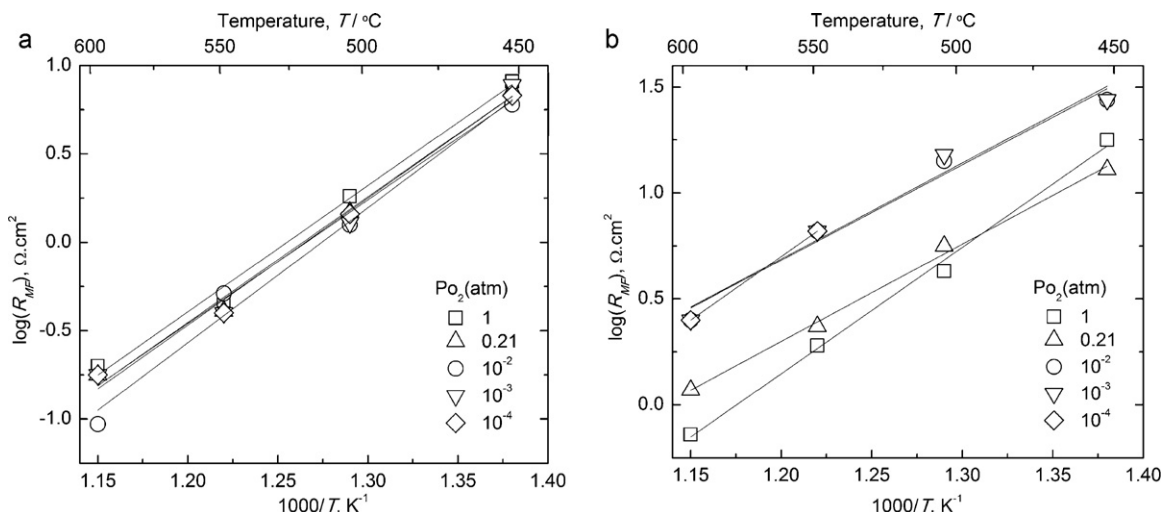 a
Temperature, T/ °C
600 550 500 450
1.0
0.5
0.0
-0.5
-1.0
log(R_MP), Ω.cm²
Po₂(atm)
1
0.21
10⁻²
10⁻³
10⁻⁴
1.15 1.20 1.25 1.30 1.35 1.40
1000/T, K⁻¹
b
Temperature, T/ °C
600 550 500 450
1.5
1.0
0.5
0.0
log(R_MP), Ω.cm²
Po₂(atm)
1
0.21
10⁻²
10⁻³
10⁻⁴
1.15 1.20 1.25 1.30 1.35 1.40
1000/T, K⁻¹